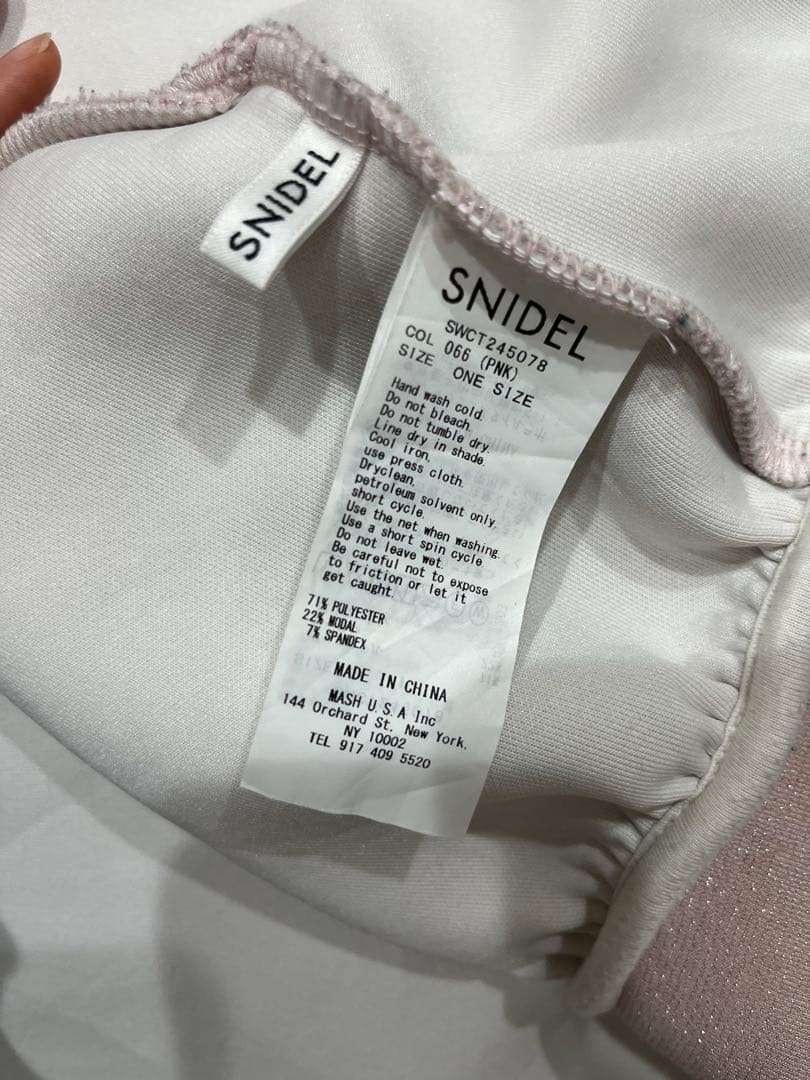 SNIDEL
SNIDEL
SWCT245078
COL 066 (PNK)
SIZE ONE SIZE
Hand wash cold.
Do not bleach.
Do not tumble dry.
Line dry in shade.
Cool iron,
use press cloth.
Dryclean,
petroleum solvent only.
short cycle.
Use the net when washing.
Use a short spin cycle.
Do not leave wet.
Be careful not to expose
to friction or let it
get caught.
71% POLYESTER
22% MODAL
7% SPANDEX
MADE IN CHINA
MASH U.S.A Inc
144 Orchard St. New York,
NY 10002
TEL 917 409 5520